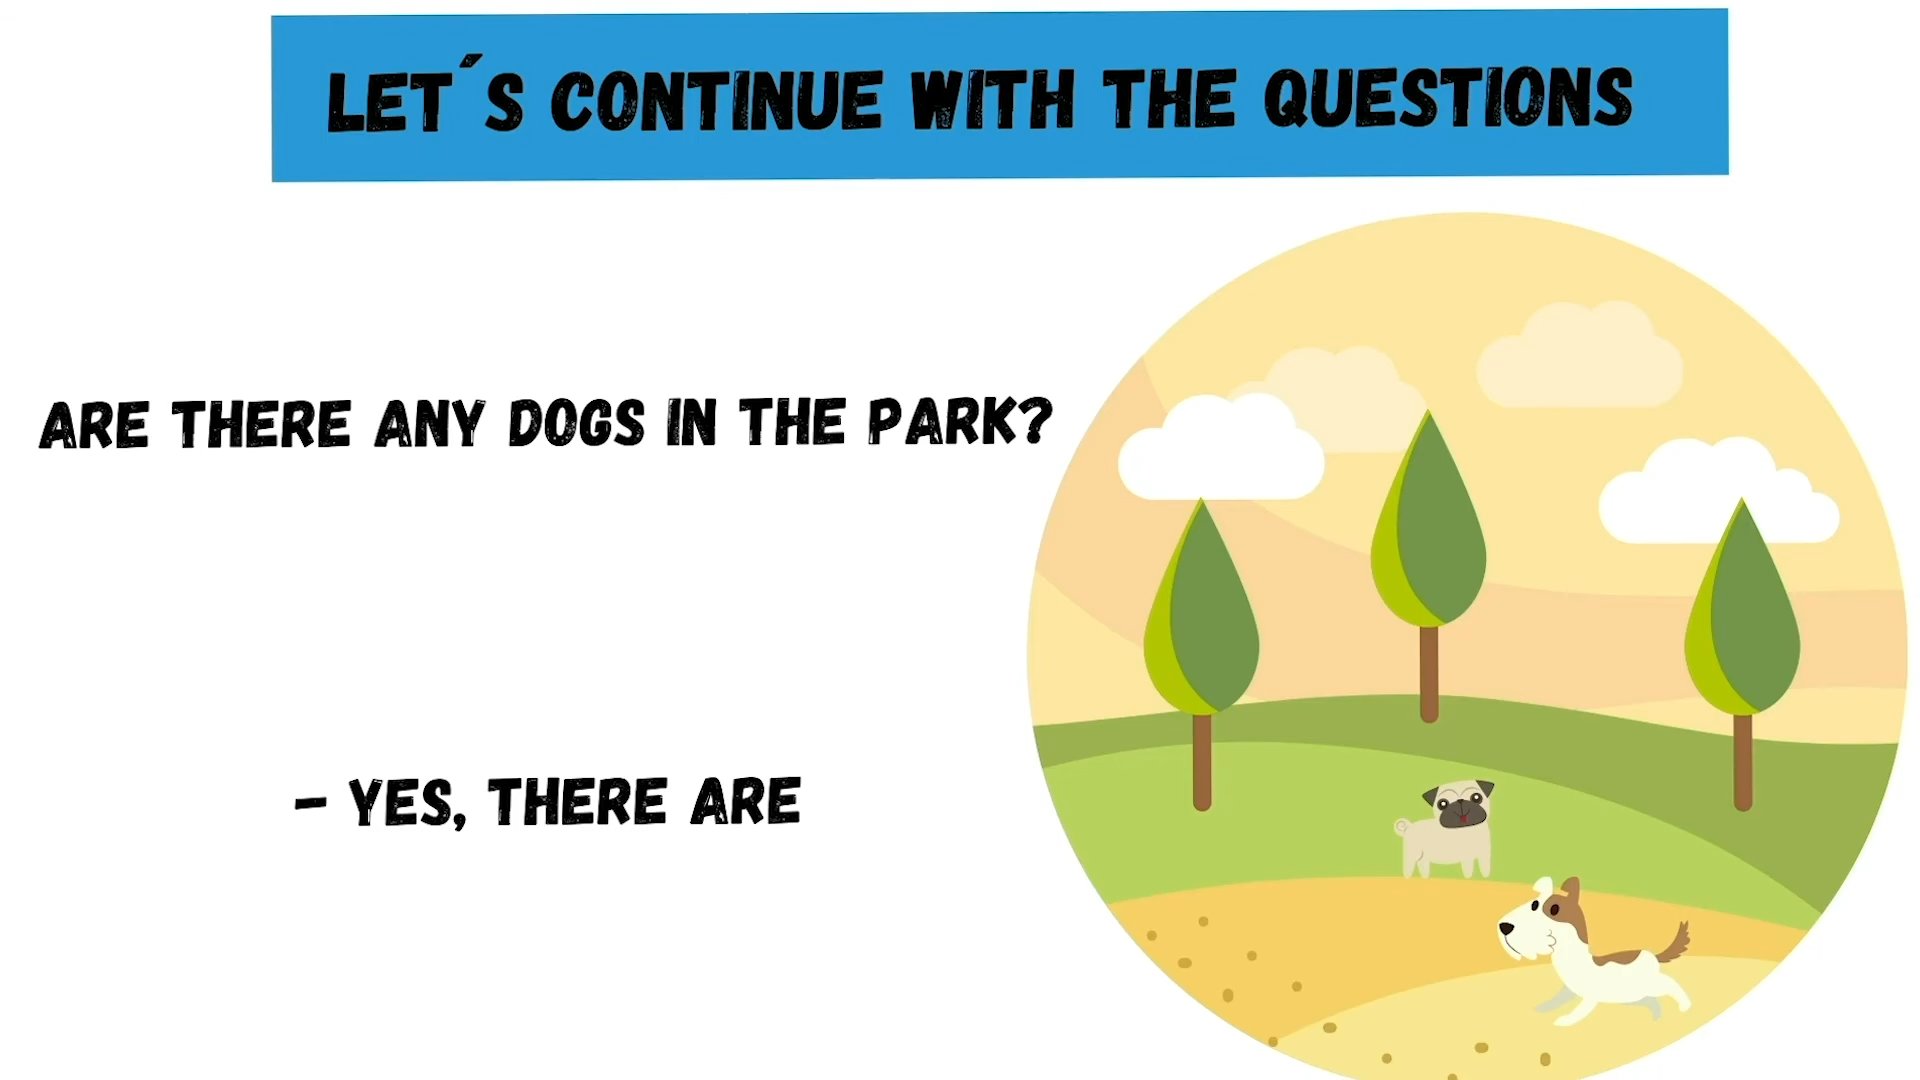 LET´S CONTINUE WITH THE QUESTIONS
ARE THERE ANY DOGS IN THE PARK?
- YES, THERE ARE